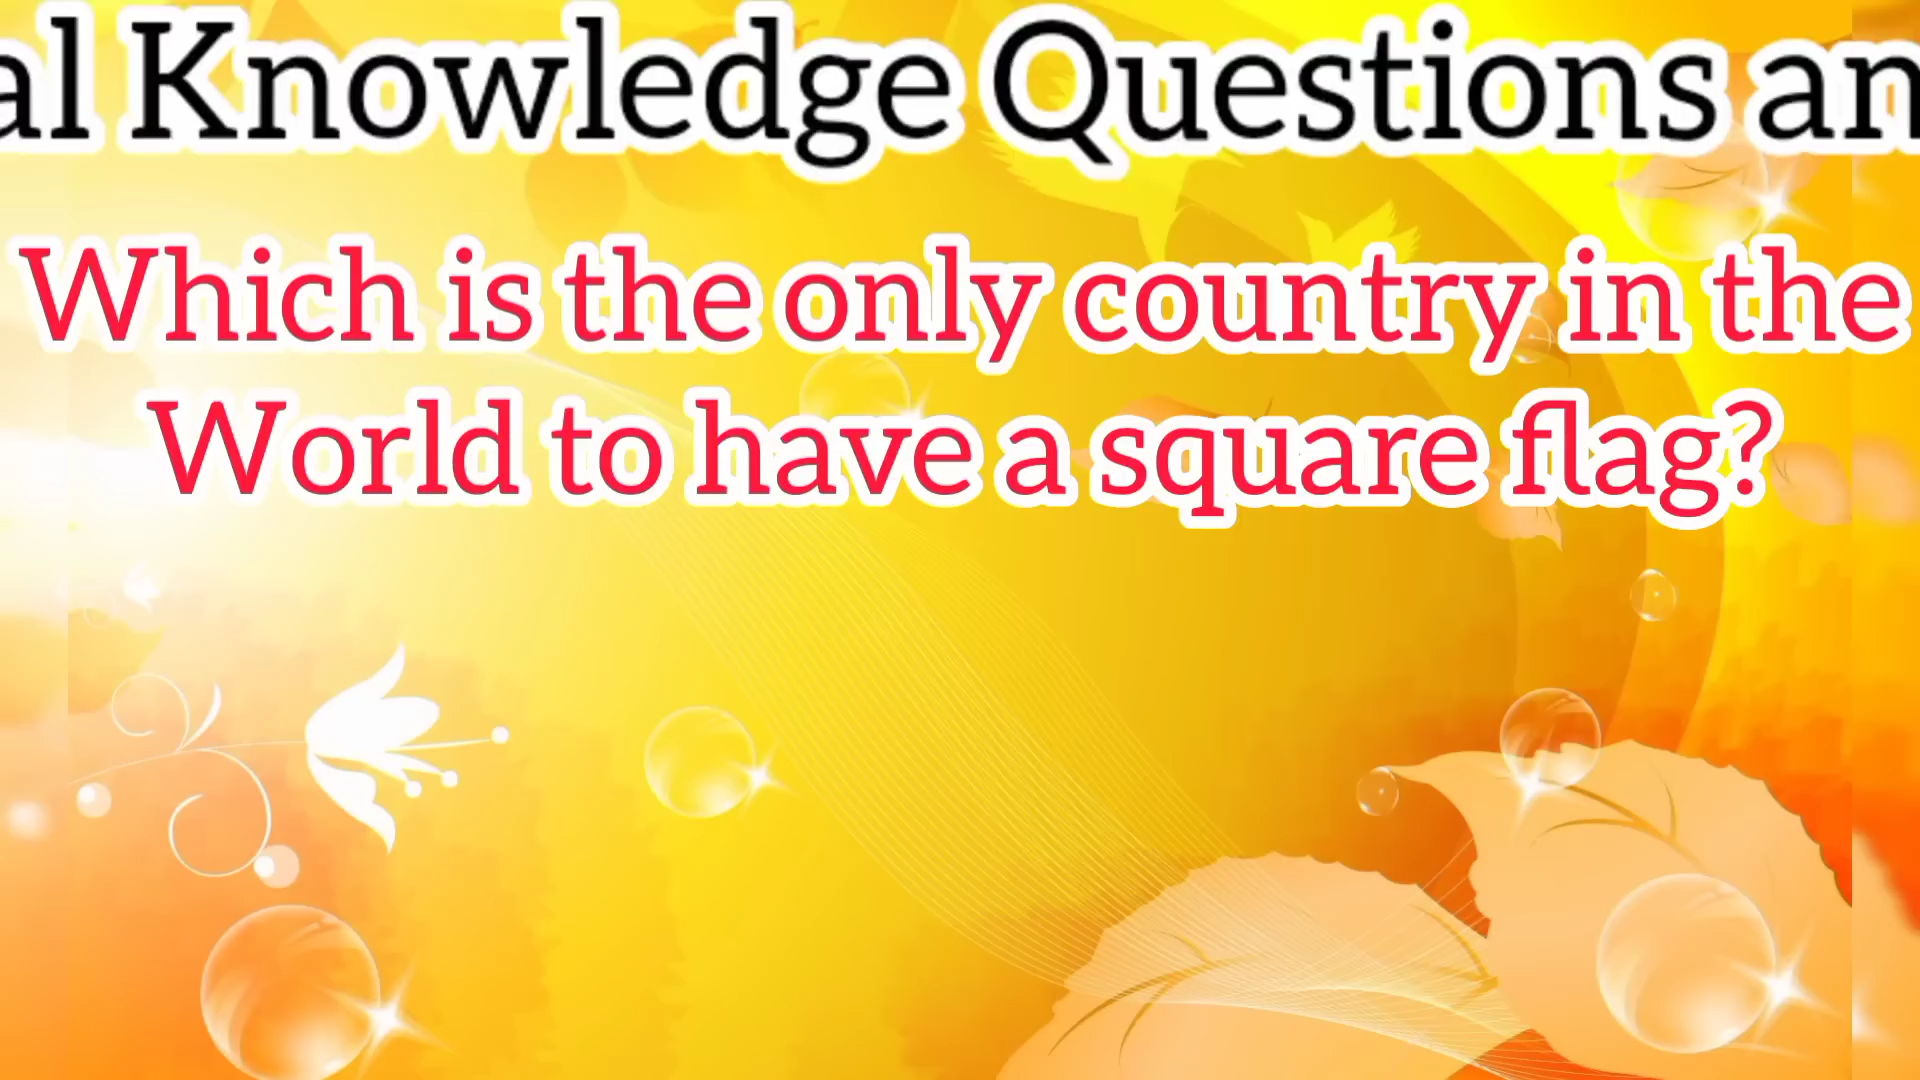 al Knowledge Questions an
Which is the only country in the
World to have a square flag?